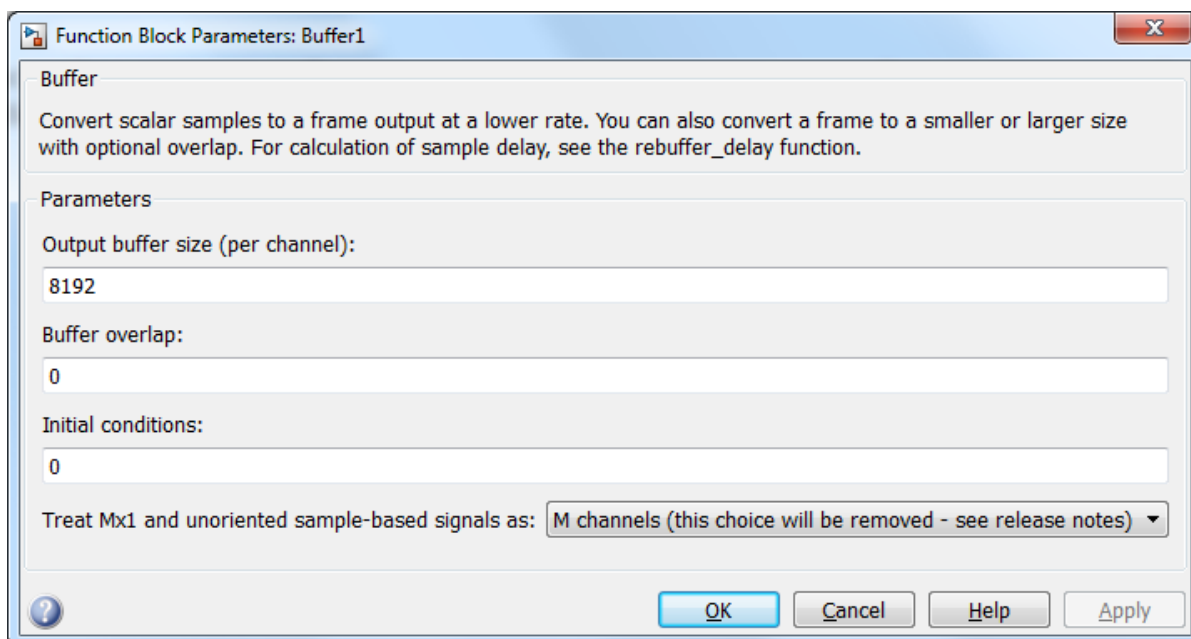 Function Block Parameters: Buffer1
Buffer
Convert scalar samples to a frame output at a lower rate. You can also convert a frame to a smaller or larger size
with optional overlap. For calculation of sample delay, see the rebuffer_delay function.
Parameters
Output buffer size (per channel):
8192
Buffer overlap:
0
Initial conditions:
0
Treat Mx1 and unoriented sample-based signals as: M channels (this choice will be removed - see release notes)
OK Cancel Help Apply